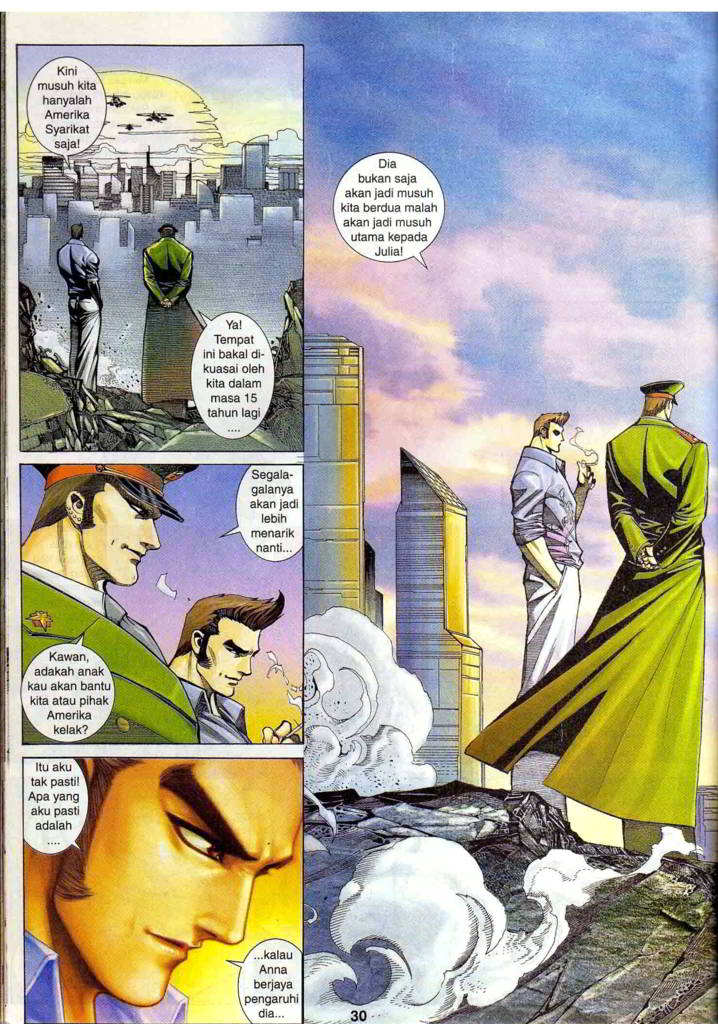 Kini
musuh kita
hanyalah
Amerika
Syarikat
saja!
Ya!
Tempat
ini bakal di-
kuasai oleh
kita dalam
masa 15
tahun lagi
....
Segala-
galanya
akan jadi
lebih
menarik
nanti...
Kawan,
adakah anak
kau akan bantu
kita atau pihak
Amerika
kelak?
Itu aku
tak pasti!
Apa yang
aku pasti
adalah
....
...kalau
Anna
berjaya
pengaruhi
dia...
Dia
bukan saja
akan jadi musuh
kita berdua malah
akan jadi musuh
utama kepada
Julia!
30